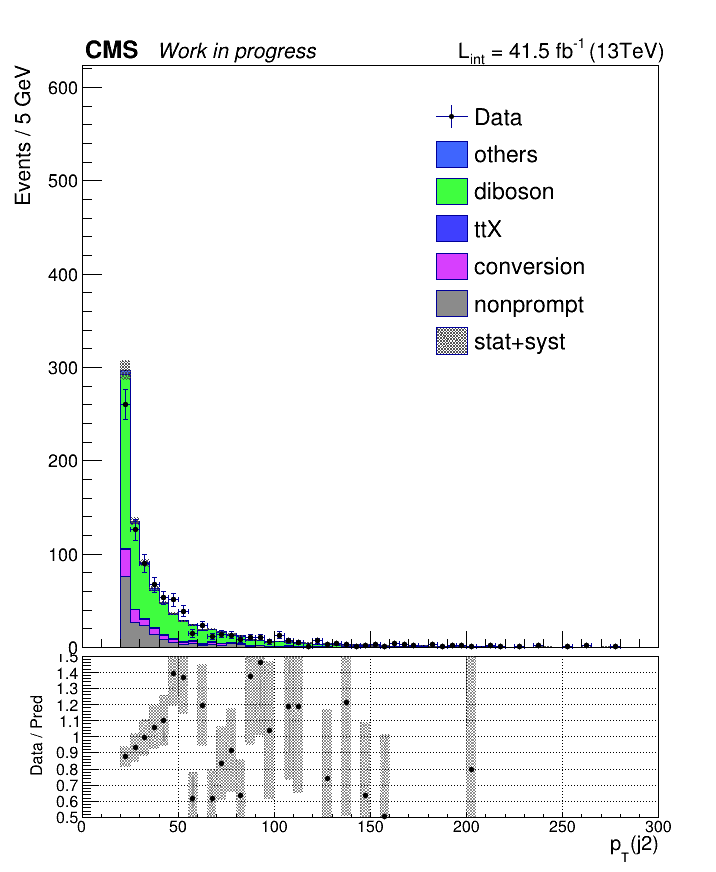 CMS Work in progress L_int = 41.5 fb^-1 (13TeV)
Events / 5 GeV
600
500
400
300
200
100
0
Data
others
diboson
ttX
conversion
nonprompt
stat+syst
Data / Pred
1.5
1.4
1.3
1.2
1.1
1
0.9
0.8
0.7
0.6
0.5
0 50 100 150 200 250 300
p_T(j2)